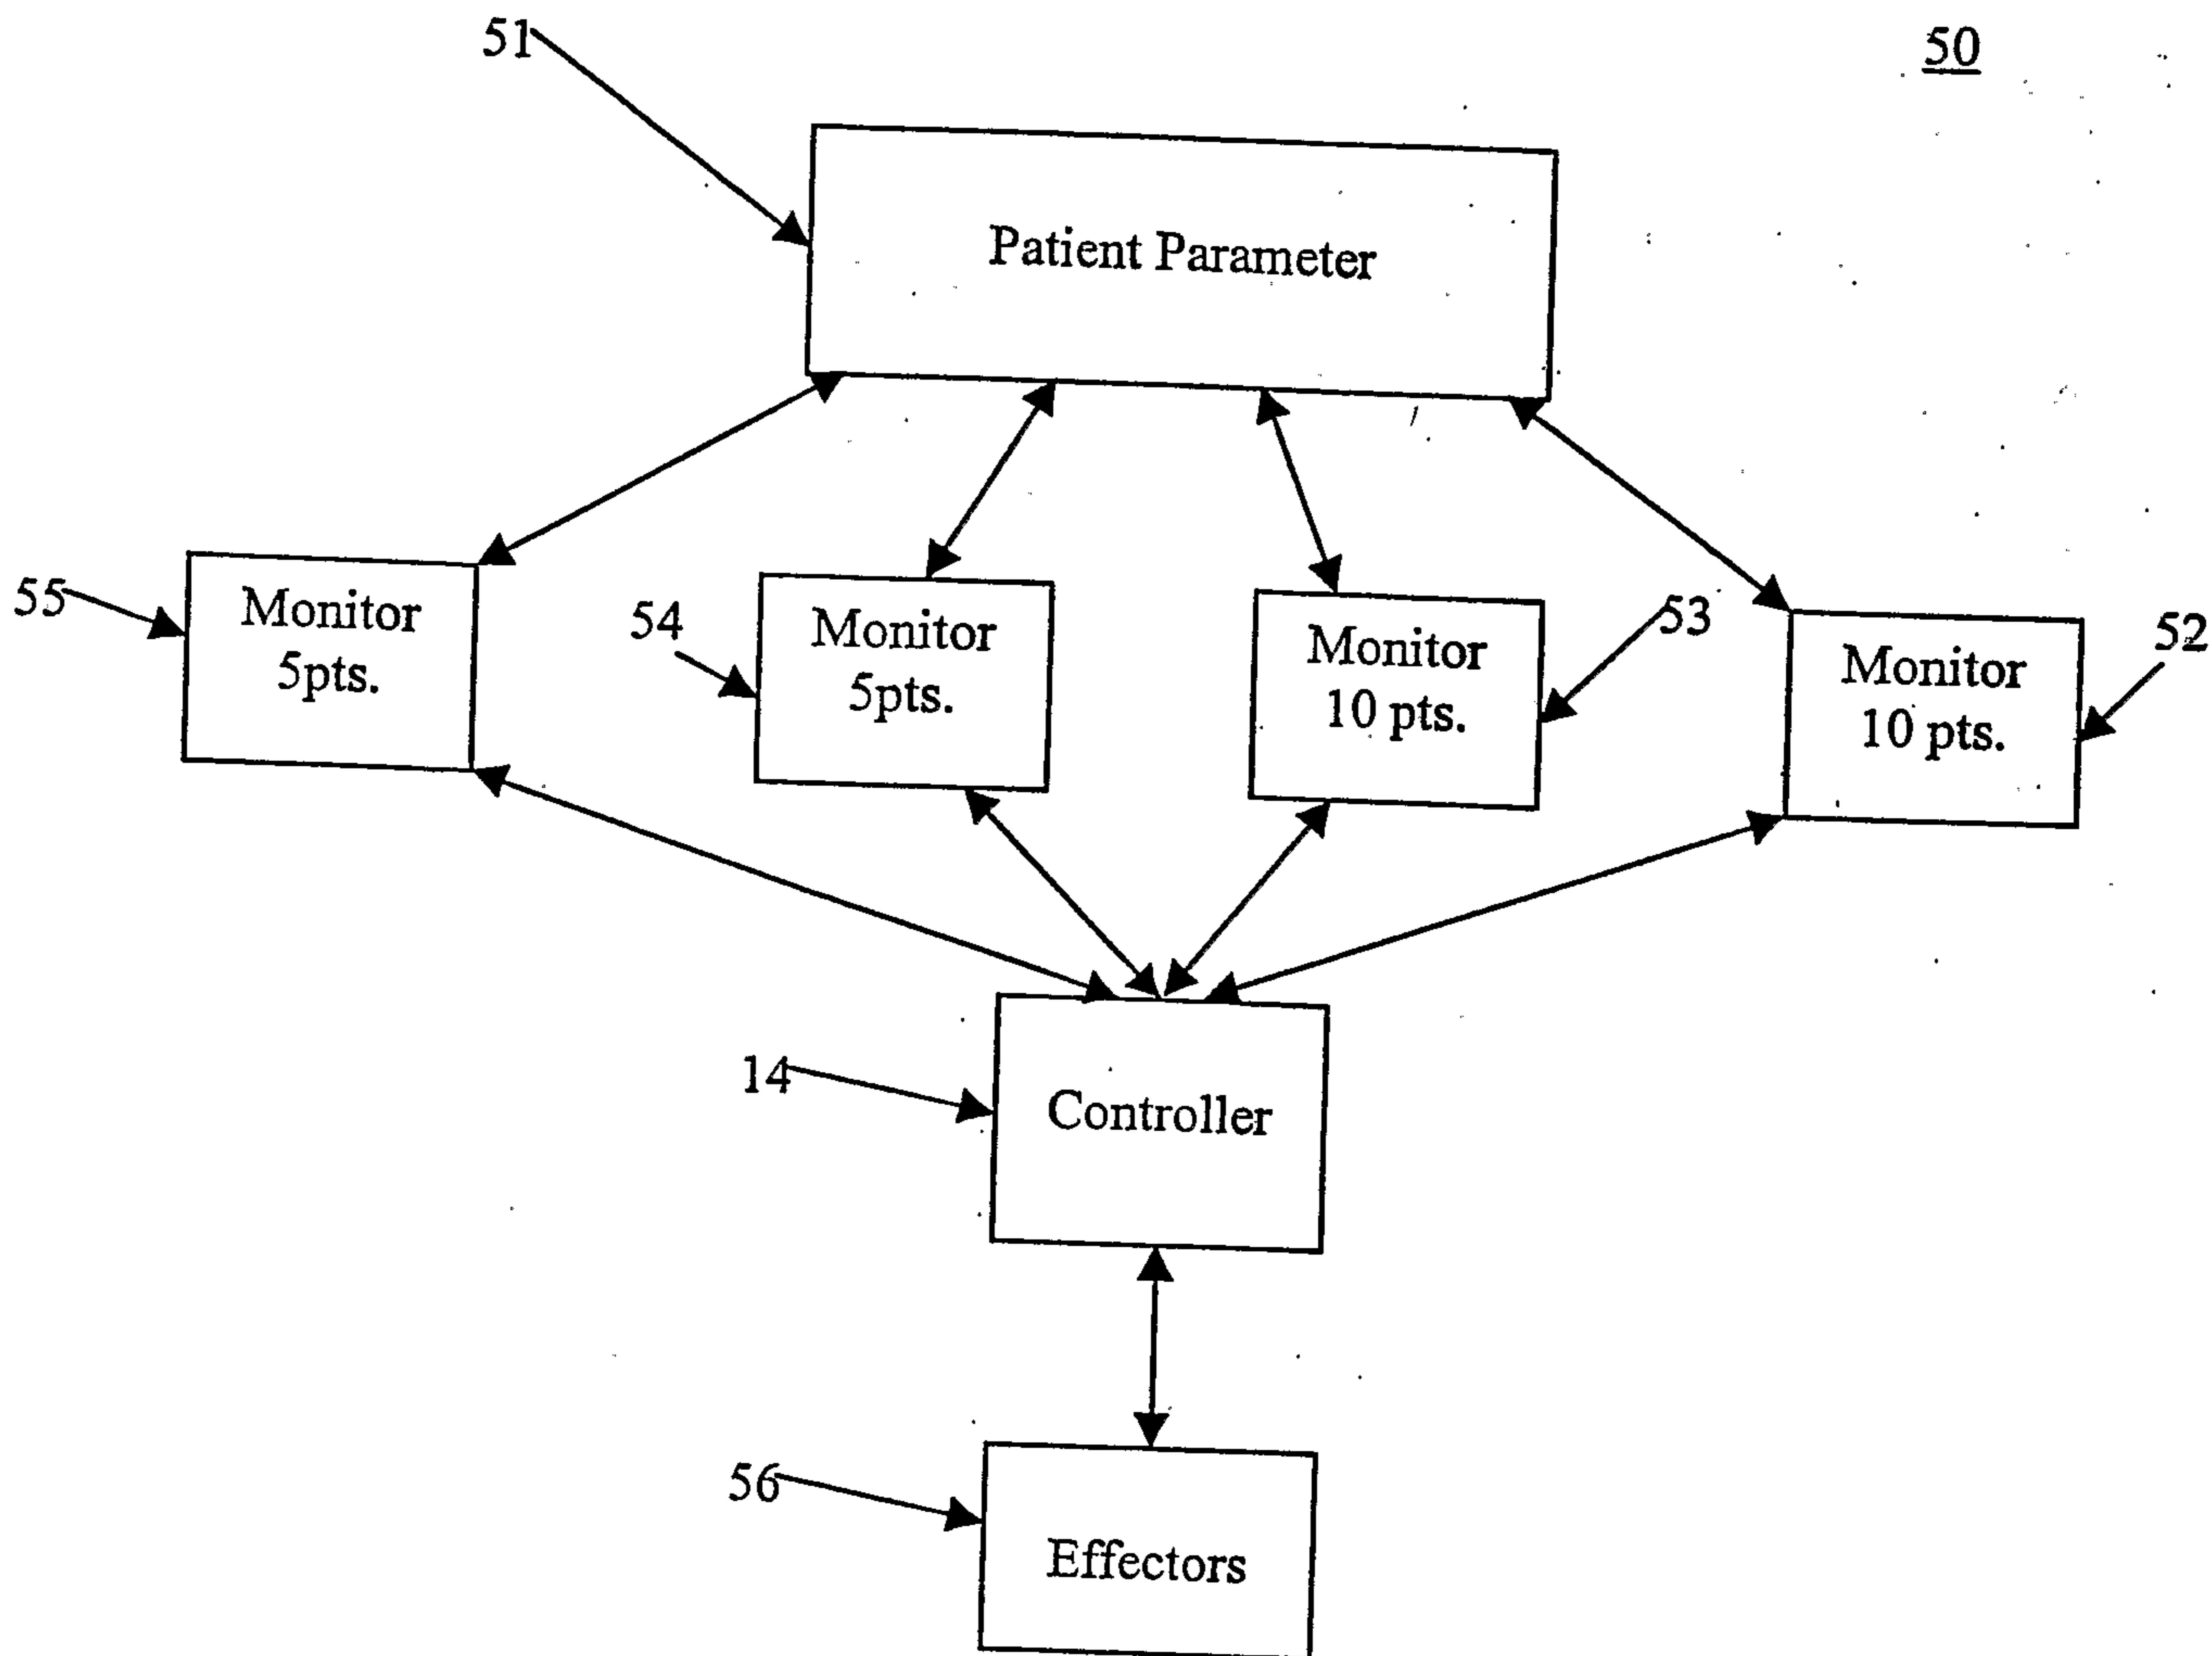 51
50
Patient Parameter
55
Monitor
5pts.
54
Monitor
5pts.
Monitor
10 pts.
53
Monitor
10 pts.
52
14
Controller
56
Effectors